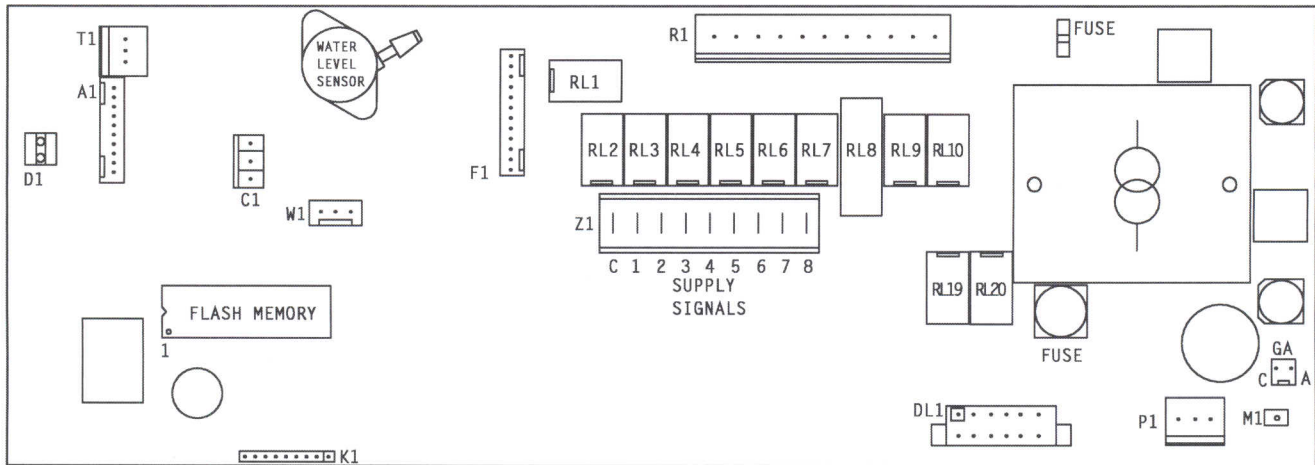 T1
WATER
LEVEL
SENSOR
R1
FUSE
A1
RL1
D1
C1
F1
RL2 RL3 RL4 RL5 RL6 RL7 RL8 RL9 RL10
W1
Z1
C 1 2 3 4 5 6 7 8
SUPPLY
SIGNALS
RL19 RL20
FLASH MEMORY
1
FUSE
GA
C A
DL1
P1
M1
K1